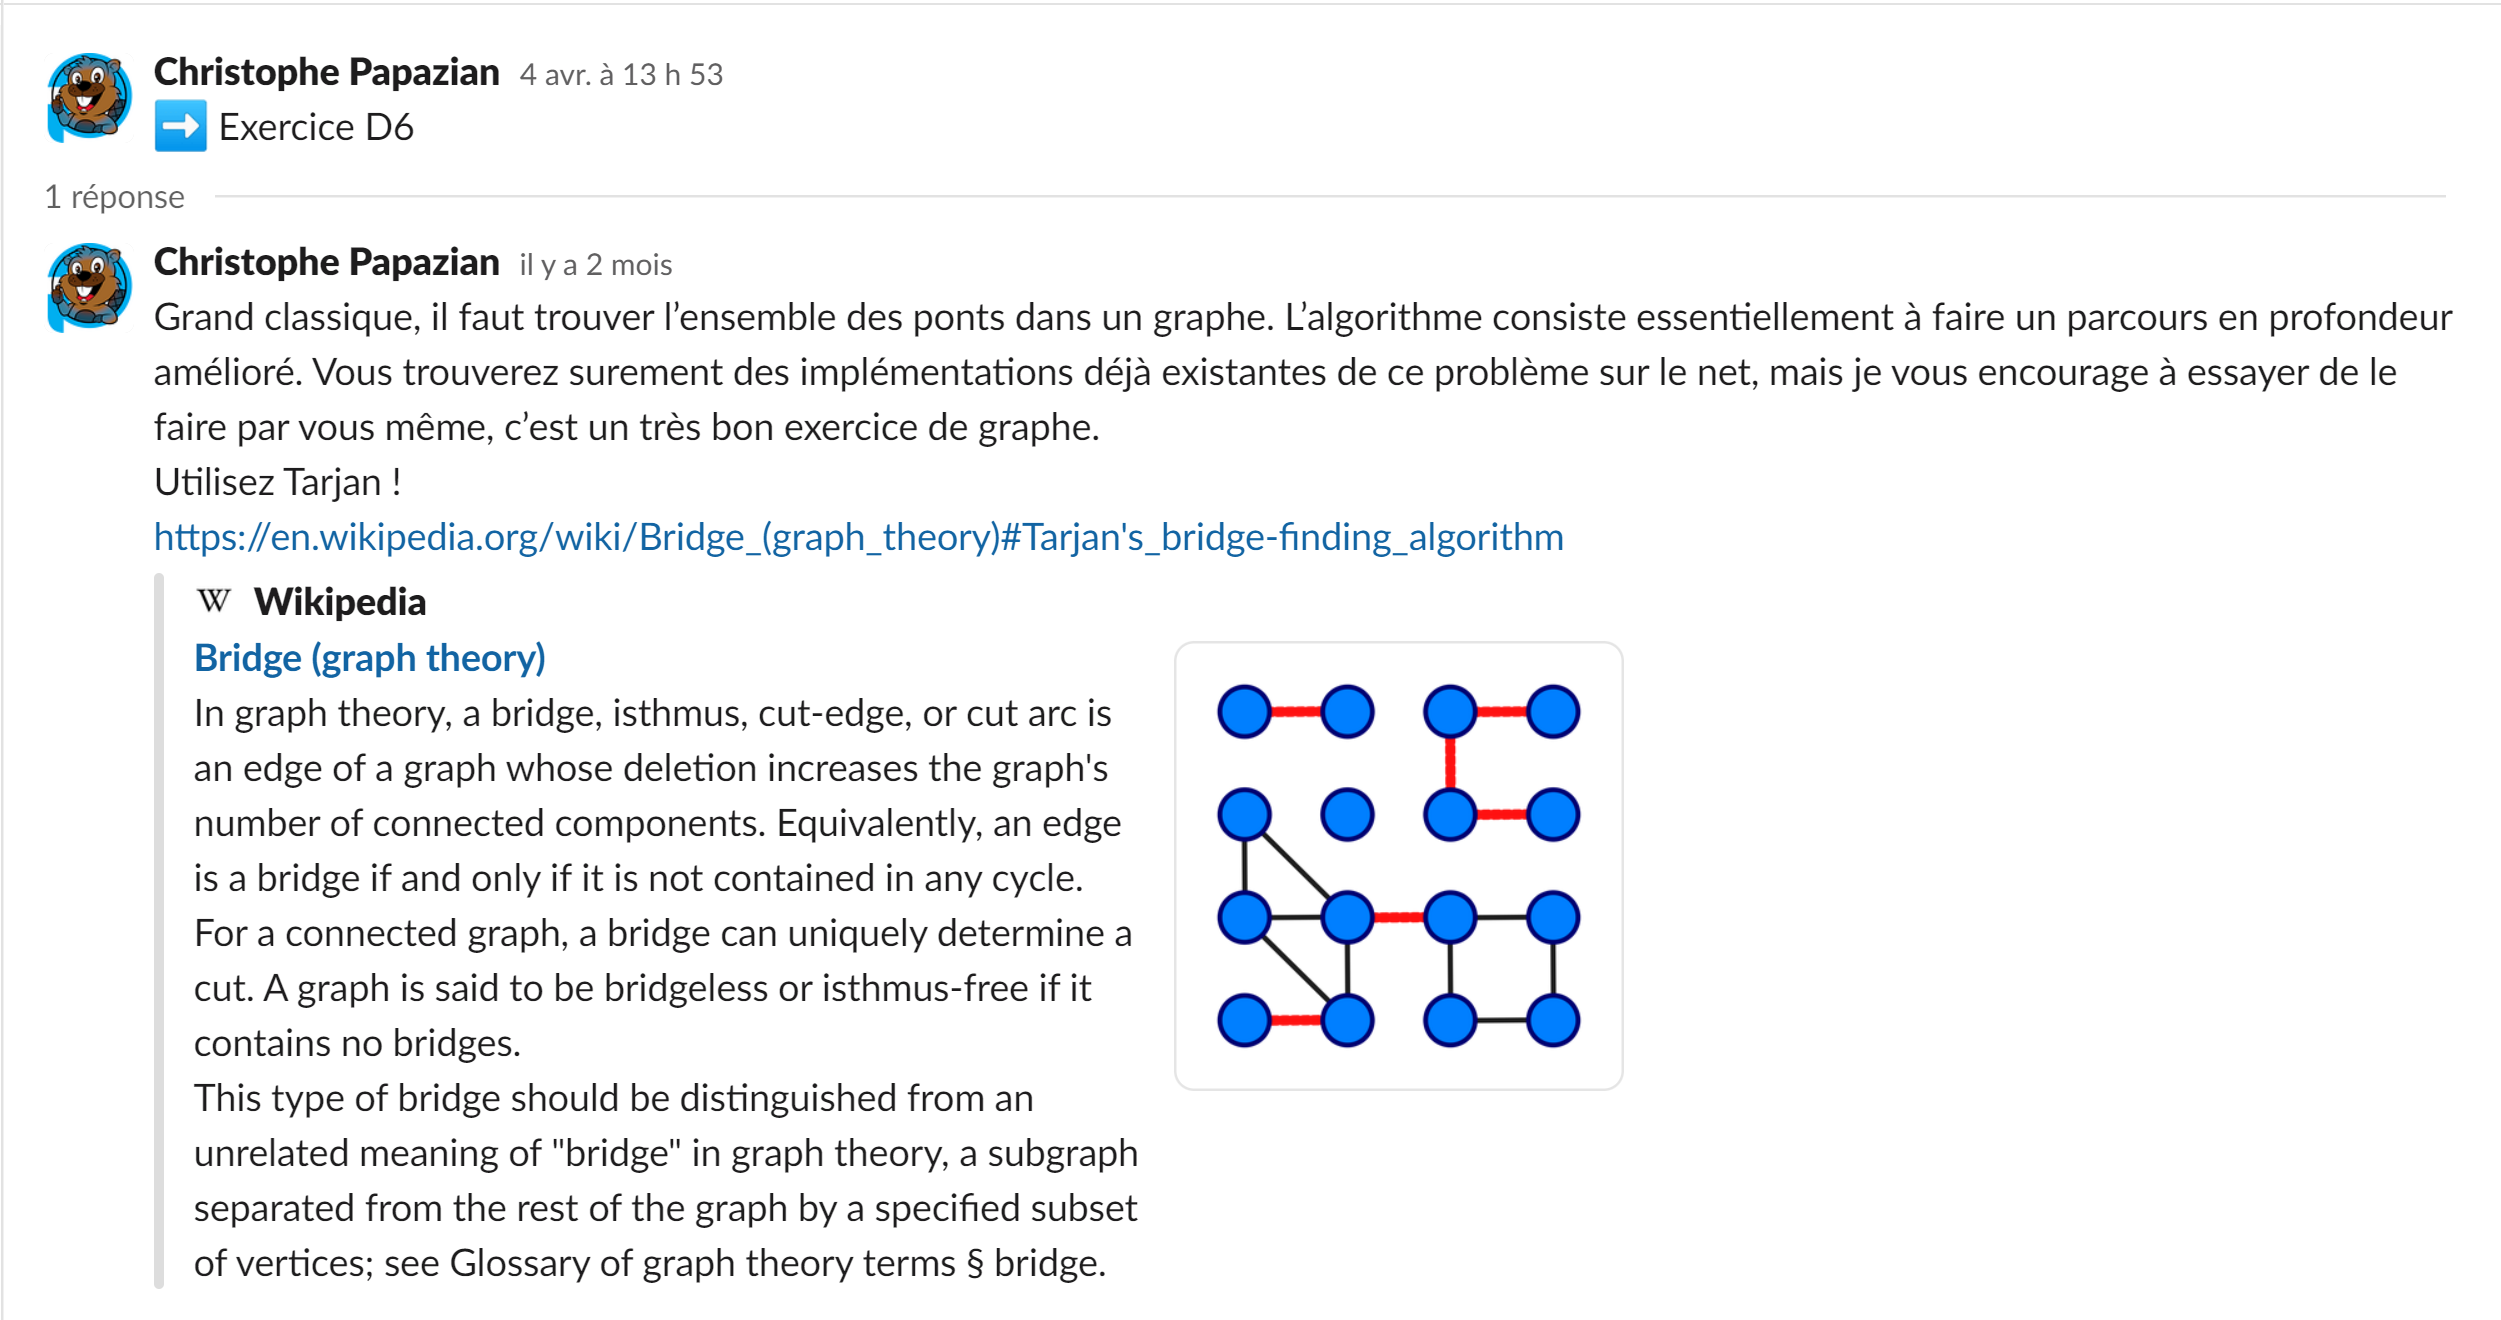 Christophe Papazian 4 avr. à 13 h 53
➡️ Exercice D6
1 réponse
Christophe Papazian il y a 2 mois
Grand classique, il faut trouver l’ensemble des ponts dans un graphe. L’algorithme consiste essentiellement à faire un parcours en profondeur
amélioré. Vous trouverez surement des implémentations déjà existantes de ce problème sur le net, mais je vous encourage à essayer de le
faire par vous même, c’est un très bon exercice de graphe.
Utilisez Tarjan !
https://en.wikipedia.org/wiki/Bridge_(graph_theory)#Tarjan's_bridge-finding_algorithm
W Wikipedia
Bridge (graph theory)
In graph theory, a bridge, isthmus, cut-edge, or cut arc is
an edge of a graph whose deletion increases the graph's
number of connected components. Equivalently, an edge
is a bridge if and only if it is not contained in any cycle.
For a connected graph, a bridge can uniquely determine a
cut. A graph is said to be bridgeless or isthmus-free if it
contains no bridges.
This type of bridge should be distinguished from an
unrelated meaning of "bridge" in graph theory, a subgraph
separated from the rest of the graph by a specified subset
of vertices; see Glossary of graph theory terms § bridge.